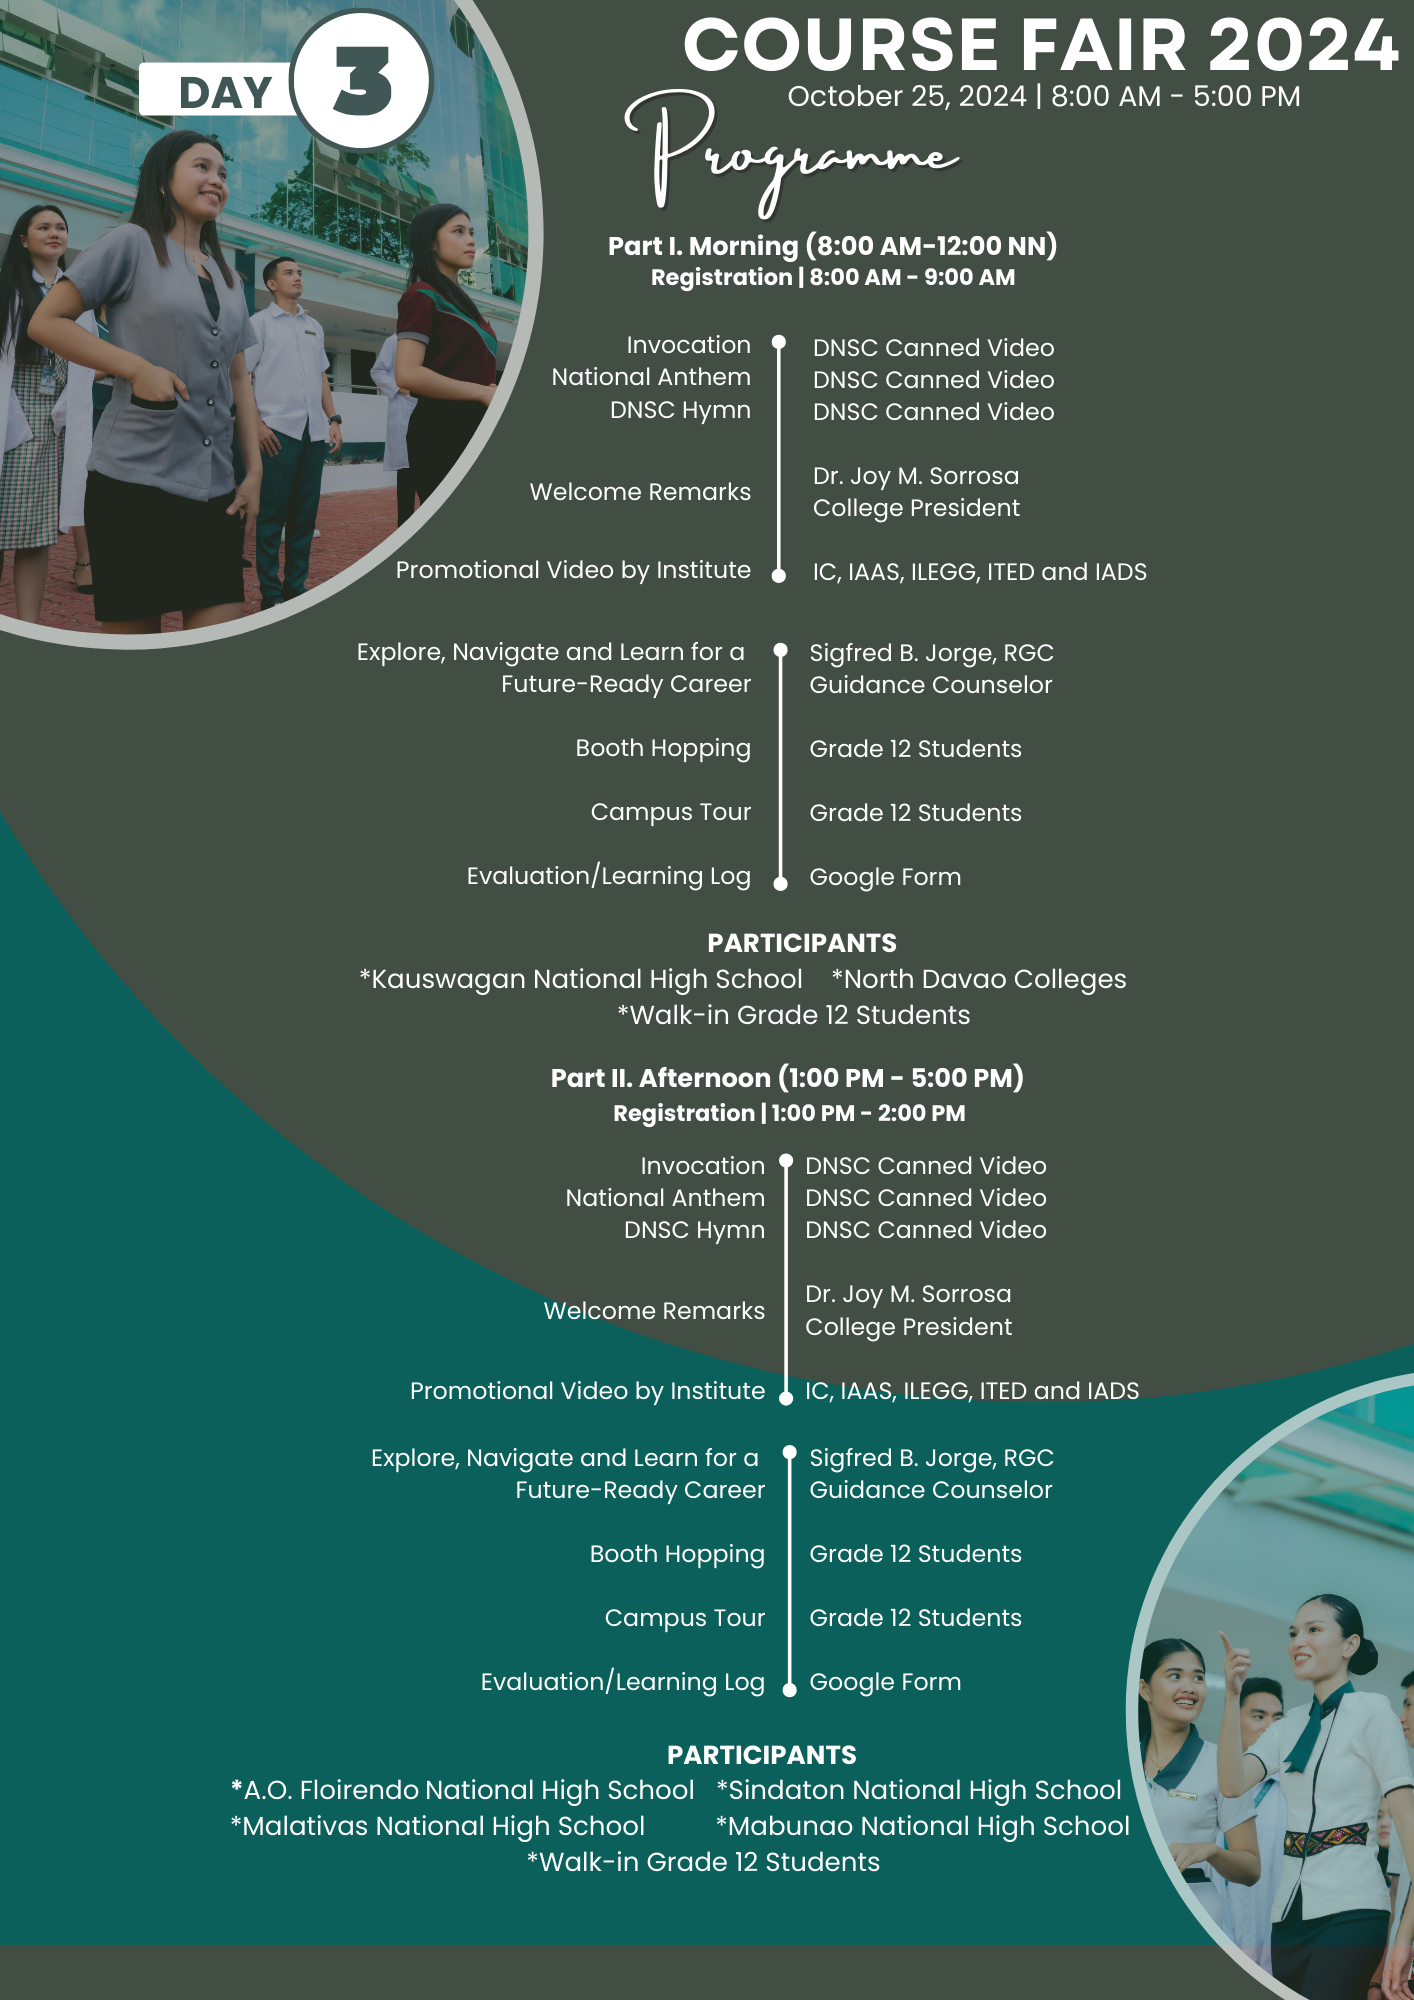 DAY 3
COURSE FAIR 2024
October 25, 2024 | 8:00 AM - 5:00 PM
Programme
Part I. Morning (8:00 AM-12:00 NN)
Registration | 8:00 AM - 9:00 AM
Invocation DNSC Canned Video
National Anthem DNSC Canned Video
DNSC Hymn DNSC Canned Video
Welcome Remarks Dr. Joy M. Sorrosa
College President
Promotional Video by Institute IC, IAAS, ILEGG, ITED and IADS
Explore, Navigate and Learn for a Sigfred B. Jorge, RGC
Future-Ready Career Guidance Counselor
Booth Hopping Grade 12 Students
Campus Tour Grade 12 Students
Evaluation/Learning Log Google Form
PARTICIPANTS
*Kauswagan National High School *North Davao Colleges
*Walk-in Grade 12 Students
Part II. Afternoon (1:00 PM - 5:00 PM)
Registration | 1:00 PM - 2:00 PM
Invocation DNSC Canned Video
National Anthem DNSC Canned Video
DNSC Hymn DNSC Canned Video
Welcome Remarks Dr. Joy M. Sorrosa
College President
Promotional Video by Institute IC, IAAS, ILEGG, ITED and IADS
Explore, Navigate and Learn for a Sigfred B. Jorge, RGC
Future-Ready Career Guidance Counselor
Booth Hopping Grade 12 Students
Campus Tour Grade 12 Students
Evaluation/Learning Log Google Form
PARTICIPANTS
*A.O. Floirendo National High School *Sindaton National High School
*Malativas National High School *Mabunao National High School
*Walk-in Grade 12 Students